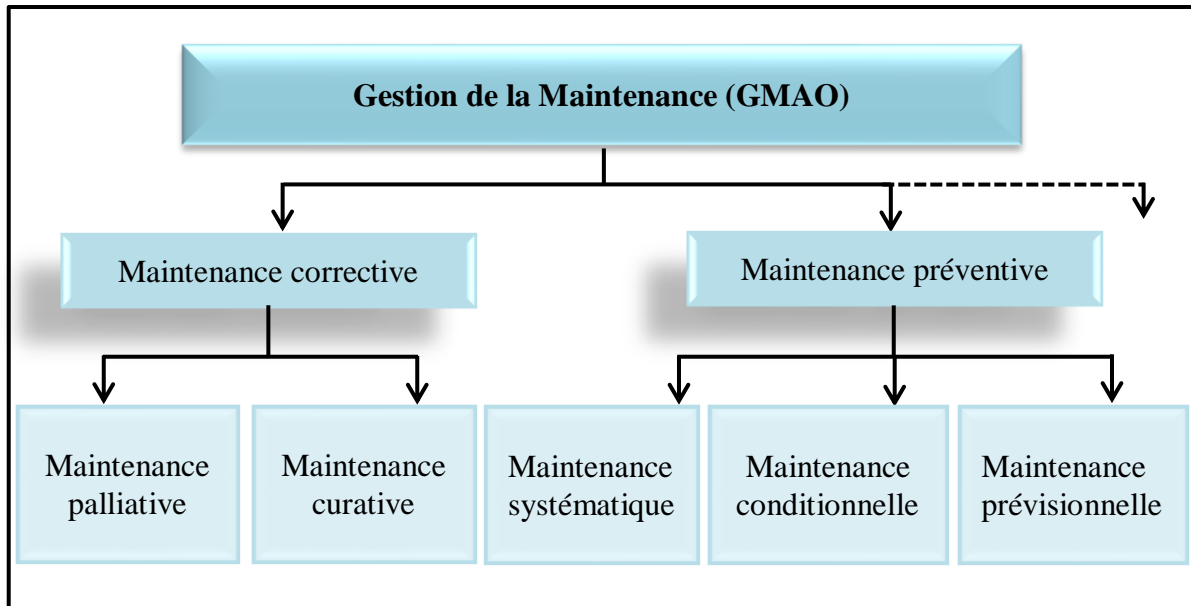 Gestion de la Maintenance (GMAO)
Maintenance corrective
Maintenance préventive
Maintenance
palliative
Maintenance
curative
Maintenance
systématique
Maintenance
conditionnelle
Maintenance
prévisionnelle